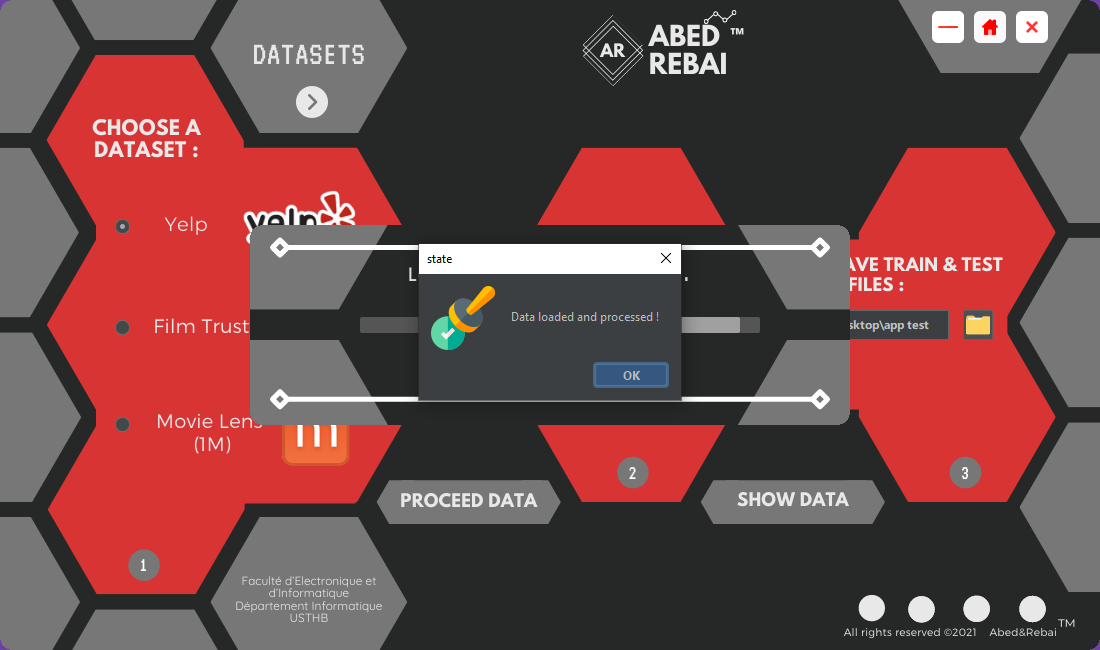 DATASETS
AR
ABED
REBAI
TM
CHOOSE A
DATASET :
Yelp
yelp
Film Trust
Movie Lens
(1M)
m
1
state
Data loaded and processed !
OK
2
AVE TRAIN & TEST
FILES :
sktop\app test
3
PROCEED DATA
SHOW DATA
Faculté d'Electronique et
d'Informatique
Département Informatique
USTHB
All rights reserved ©2021 Abed&Rebai TM